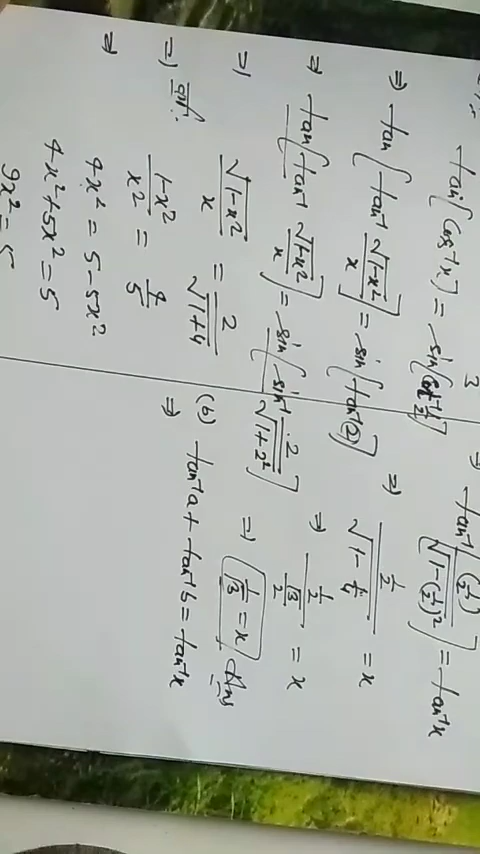 tan[cos⁻¹x] = sin[cot⁻¹ 1/2]
⇒ tan[tan⁻¹ √(1-x²)/x] = sin[tan⁻¹(2)]
⇒ tan[tan⁻¹ √(1-x²)/x] = sin[sin⁻¹ 2/√(1+2²)]
⇒ √(1-x²)/x = 2/√(1+4)
⇒ (1-x²)/x² = 4/5
⇒ 4x² = 5-5x²
4x²+5x²=5
9x²=5
3
⇒ tan⁻¹[(1/2)/√(1-(1/2)²)] = tan⁻¹x
⇒ (1/2)/√(1-1/4) = x
⇒ (1/2)/(√3/2) = x
⇒ 1/√3 = x Ans
(b) tan⁻¹a + tan⁻¹b = tan⁻¹x
⇒